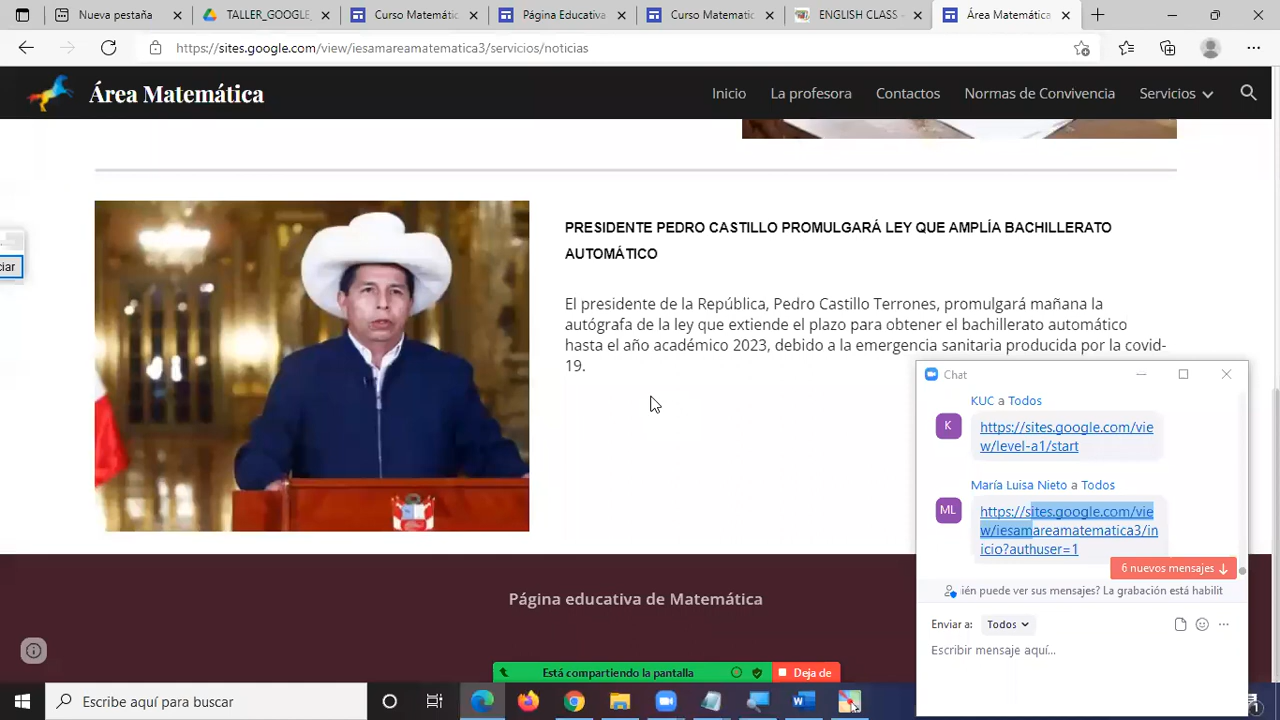 Nueva pestaña
TALLER_GOOGLE_
Curso Matemátic
Página Educativa
Curso Matematic
ENGLISH CLASS -
Área Matemática
https://sites.google.com/view/iesamareamatematica3/servicios/noticias
Área Matemática
Inicio
La profesora
Contactos
Normas de Convivencia
Servicios
PRESIDENTE PEDRO CASTILLO PROMULGARÁ LEY QUE AMPLÍA BACHILLERATO
AUTOMÁTICO
ciar
El presidente de la República, Pedro Castillo Terrones, promulgará mañana la
autógrafa de la ley que extiende el plazo para obtener el bachillerato automático
hasta el año académico 2023, debido a la emergencia sanitaria producida por la covid-
19.
Chat
KUC a Todos
K
https://sites.google.com/vie
w/level-a1/start
María Luisa Nieto a Todos
ML
https://sites.google.com/vie
w/iesamareamatematica3/in
icio?authuser=1
6 nuevos mensajes
ién puede ver sus mensajes? La grabación está habilit
Enviar a: Todos
Escribir mensaje aquí...
Página educativa de Matemática
Está compartiendo la pantalla
Deja de
Escribe aquí para buscar
1